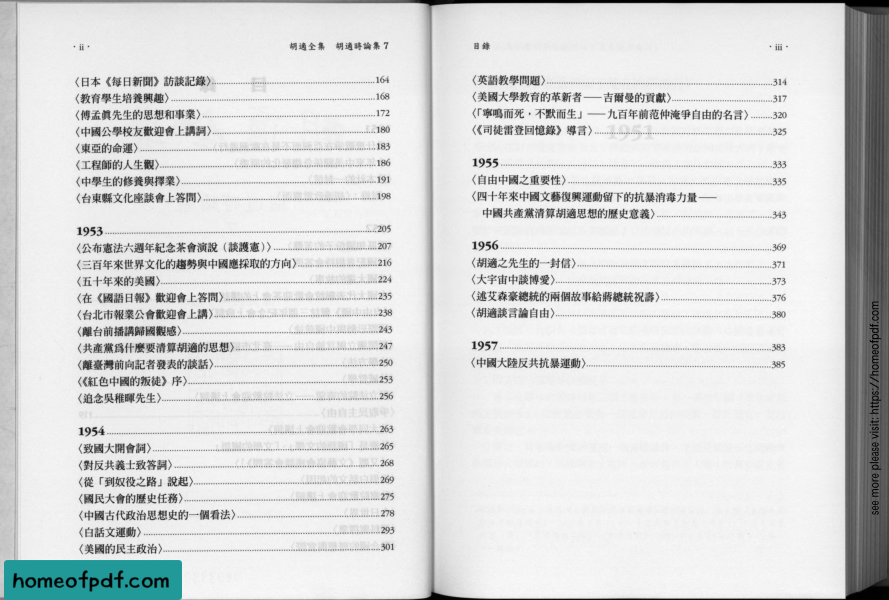 · ii ·
胡適全集　胡適時論集 7
〈日本《每日新聞》訪談記錄〉 164
〈教育學生培養興趣〉 168
〈傅孟眞先生的思想和事業〉 172
〈中國公學校友歡迎會上講詞〉 180
〈東亞的命運〉 183
〈工程師的人生觀〉 186
〈中學生的修養與擇業〉 191
〈台東縣文化座談會上答問〉 198
1953 205
〈公布憲法六週年紀念茶會演說（談護憲）〉 207
〈三百年來世界文化的趨勢與中國應採取的方向〉 216
〈五十年來的美國〉 224
〈在《國語日報》歡迎會上答問〉 235
〈台北市報業公會歡迎會上講〉 238
〈離台前播講歸國觀感〉 243
〈共產黨爲什麼要清算胡適的思想〉 247
〈離臺灣前向記者發表的談話〉 250
〈《紅色中國的叛徒》序〉 253
〈追念吳稚暉先生〉 256
1954 263
〈致國大開會詞〉 265
〈對反共義士致答詞〉 268
〈從「到奴役之路」說起〉 269
〈國民大會的歷史任務〉 275
〈中國古代政治思想史的一個看法〉 278
〈白話文運動〉 293
〈美國的民主政治〉 301
目錄
· iii ·
〈英語教學問題〉 314
〈美國大學教育的革新者──吉爾曼的貢獻〉 317
〈「寧鳴而死，不默而生」──九百年前范仲淹爭自由的名言〉 320
〈《司徒雷登回憶錄》導言〉 325
1955 333
〈自由中國之重要性〉 335
〈四十年來中國文藝復興運動留下的抗暴消毒力量──
中國共產黨清算胡適思想的歷史意義〉 343
1956 369
〈胡適之先生的一封信〉 371
〈大宇宙中談博愛〉 373
〈述艾森豪總統的兩個故事給蔣總統祝壽〉 376
〈胡適談言論自由〉 380
1957 383
〈中國大陸反共抗暴運動〉 385
see more please visit: https://homeofpdf.com
homeofpdf.com